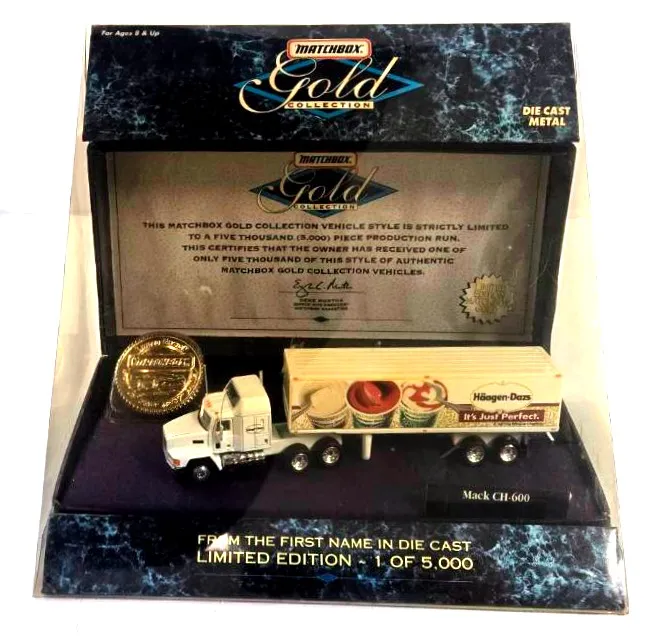 For Ages 8 & Up
MATCHBOX
Gold
COLLECTION
DIE CAST
METAL
MATCHBOX
Gold
COLLECTION
THIS MATCHBOX GOLD COLLECTION VEHICLE STYLE IS STRICTLY LIMITED
TO A FIVE THOUSAND (5,000) PIECE PRODUCTION RUN.
THIS CERTIFIES THAT THE OWNER HAS RECEIVED ONE OF
ONLY FIVE THOUSAND OF THIS STYLE OF AUTHENTIC
MATCHBOX GOLD COLLECTION VEHICLES.
LIMITED
EDITION
MATCHBOX
Häagen-Dazs
It's Just Perfect.
Mack CH-600
FROM THE FIRST NAME IN DIE CAST
LIMITED EDITION ~ 1 OF 5,000